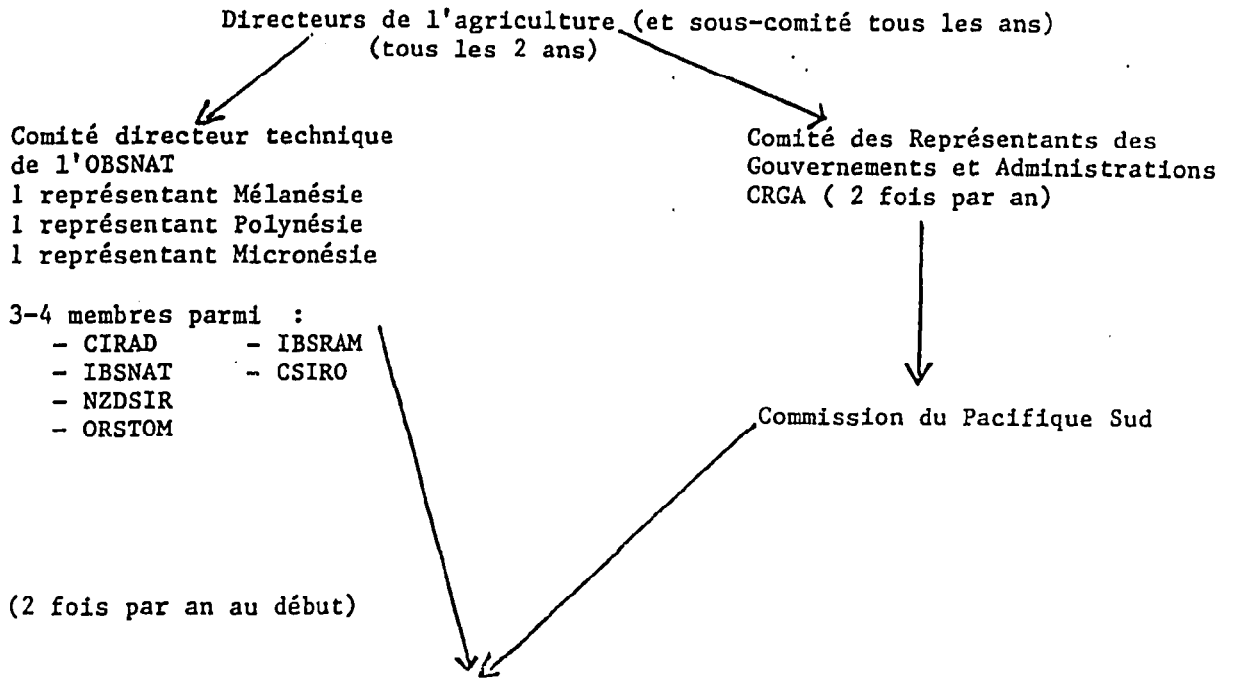 Directeurs de l'agriculture (et sous-comité tous les ans)
(tous les 2 ans)
Comité directeur technique
de l'OBSNAT
1 représentant Mélanésie
1 représentant Polynésie
1 représentant Micronésie
3-4 membres parmi :
- CIRAD - IBSRAM
- IBSNAT - CSIRO
- NZDSIR
- ORSTOM
(2 fois par an au début)
Comité des Représentants des
Gouvernements et Administrations
CRGA ( 2 fois par an)
Commission du Pacifique Sud